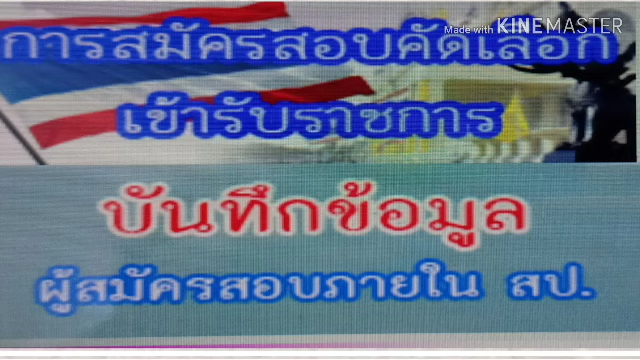 Made with KINEMASTER
การสมัครสอบคัดเลือก
เข้ารับราชการ
บันทึกข้อมูล
ผู้สมัครสอบภายใน สป.